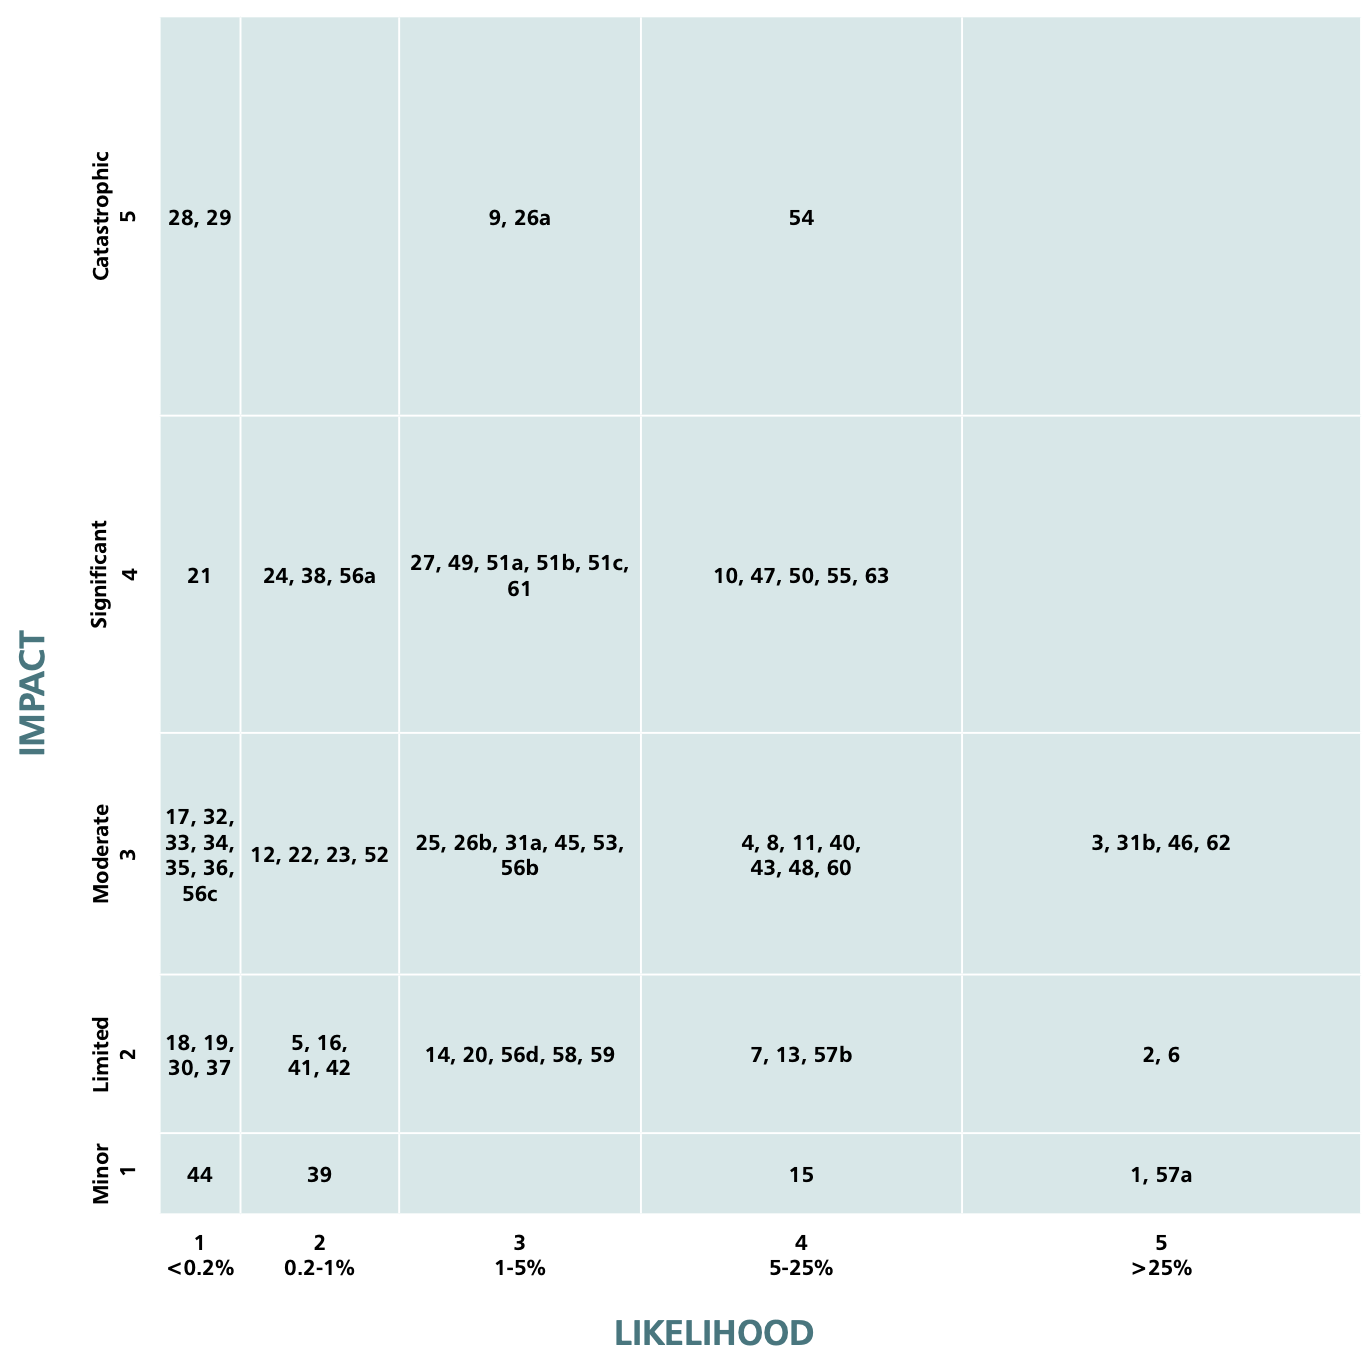 IMPACT
Catastrophic
5
28, 29
9, 26a
54
Significant
4
21
24, 38, 56a
27, 49, 51a, 51b, 51c,
61
10, 47, 50, 55, 63
Moderate
3
17, 32,
33, 34,
35, 36,
56c
12, 22, 23, 52
25, 26b, 31a, 45, 53,
56b
4, 8, 11, 40,
43, 48, 60
3, 31b, 46, 62
Limited
2
18, 19,
30, 37
5, 16,
41, 42
14, 20, 56d, 58, 59
7, 13, 57b
2, 6
Minor
1
44
39
15
1, 57a
1
<0.2%
2
0.2-1%
3
1-5%
4
5-25%
5
>25%
LIKELIHOOD